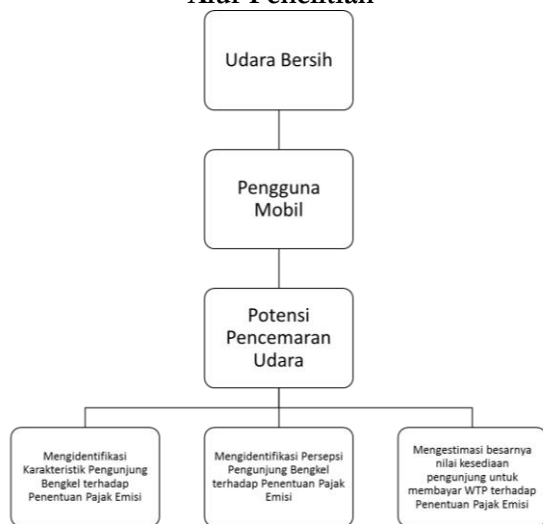 Alur Penelitian
Udara Bersih
Pengguna
Mobil
Potensi
Pencemaran
Udara
Mengidentifikasi
Karakteristik Pengunjung
Bengkel terhadap
Penentuan Pajak Emisi
Mengidentifikasi Persepsi
Pengunjung Bengkel
terhadap Penentuan Pajak
Emisi
Mengestimasi besarnya
nilai kesediaan
pengunjung untuk
membayar WTP terhadap
Penentuan Pajak Emisi